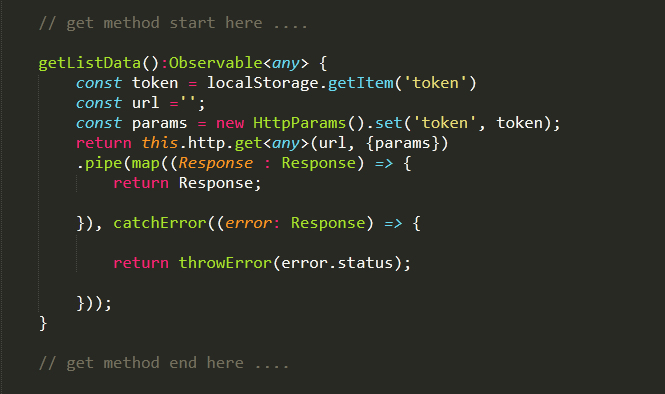 // get method start here ....
getListData():Observable<any> {
const token = localStorage.getItem('token')
const url ='';
const params = new HttpParams().set('token', token);
return this.http.get<any>(url, {params})
.pipe(map((Response : Response) => {
return Response;
}), catchError((error: Response) => {
return throwError(error.status);
}));
}
// get method end here ....